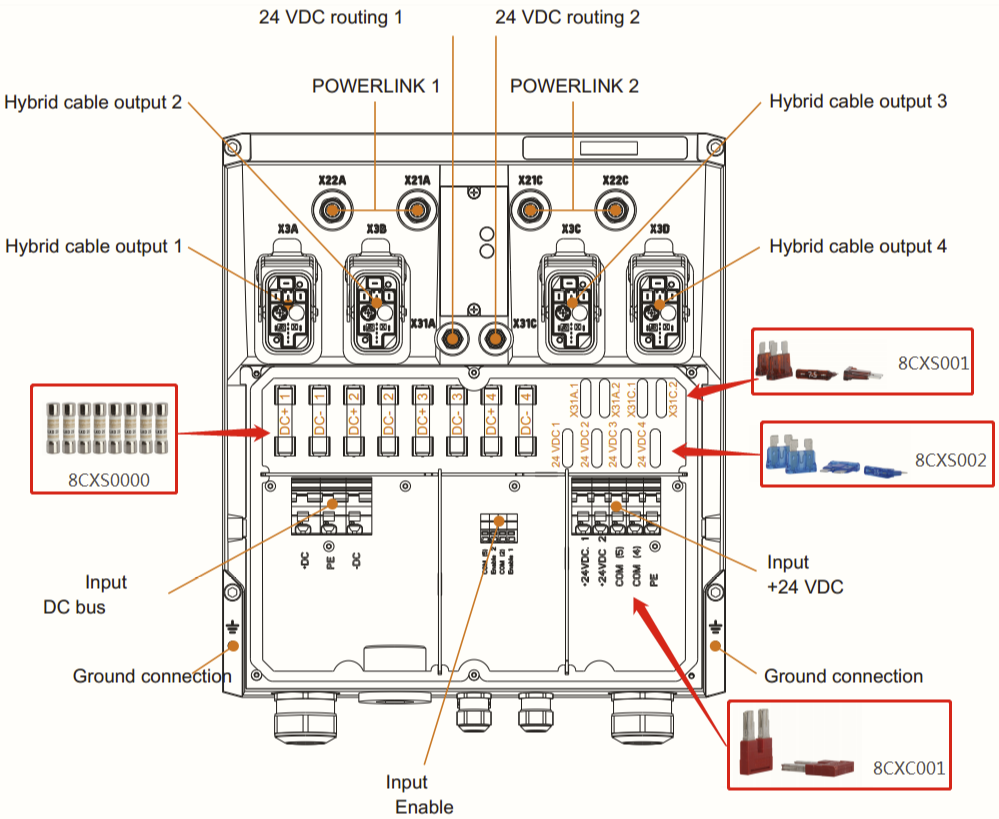 24 VDC routing 1
24 VDC routing 2
POWERLINK 1
POWERLINK 2
Hybrid cable output 2
Hybrid cable output 3
X22A
X21A
X21C
X22C
X3A
X3B
X3C
X3D
Hybrid cable output 1
Hybrid cable output 4
X31A
X31C
8CXS001
8CXS0000
DC+ 1
DC- 1
DC+ 2
DC- 2
DC+ 3
DC- 3
DC+ 4
DC- 4
X31A.1
X31A.2
X31C.1
X31C.2
24 VDC 1
24 VDC 2
24 VDC 3
24 VDC 4
8CXS002
+DC
PE
-DC
COM (5)
Enable 2
COM (2)
Enable 1
+24VDC. 1
+24VDC 2
COM (5)
COM (4)
PE
Input
DC bus
Input
+24 VDC
Ground connection
Ground connection
8CXC001
Input
Enable